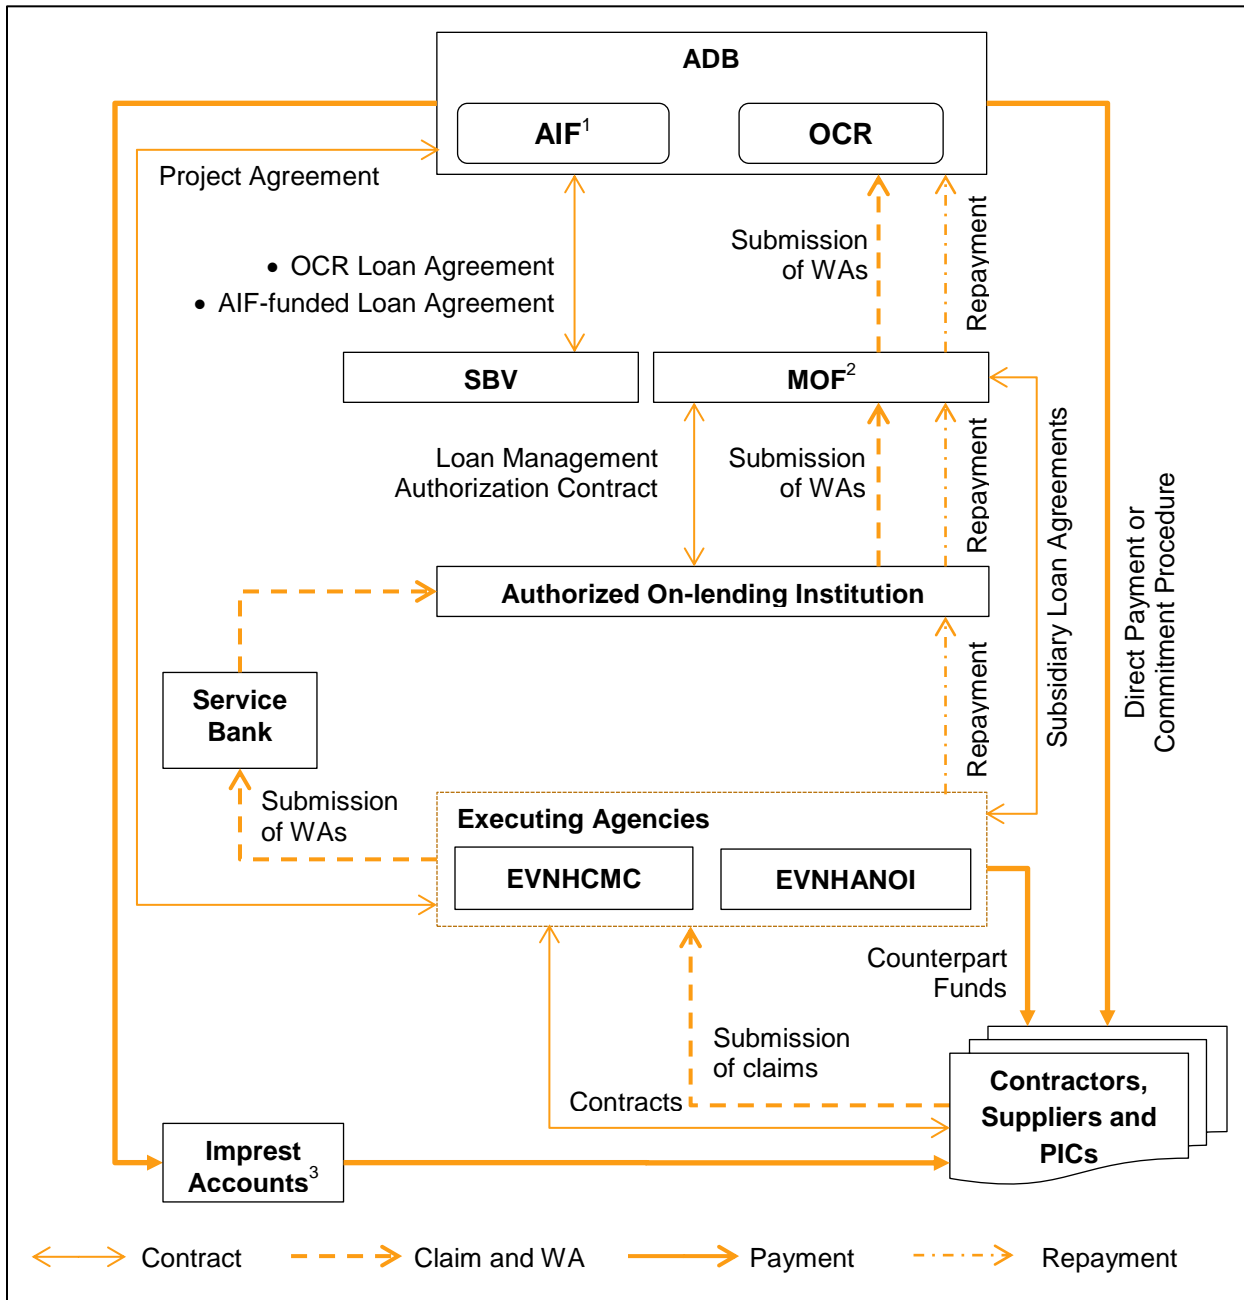 ADB
AIF¹
OCR
Project Agreement
• OCR Loan Agreement
• AIF-funded Loan Agreement
Submission
of WAs
Repayment
SBV
MOF²
Loan Management
Authorization Contract
Submission
of WAs
Repayment
Subsidiary Loan Agreements
Direct Payment or
Commitment Procedure
Authorized On-lending Institution
Service
Bank
Repayment
Submission
of WAs
Executing Agencies
EVNHCMC
EVNHANOI
Counterpart
Funds
Submission
of claims
Contracts
Contractors,
Suppliers and
PICs
Imprest
Accounts³
Contract
Claim and WA
Payment
Repayment